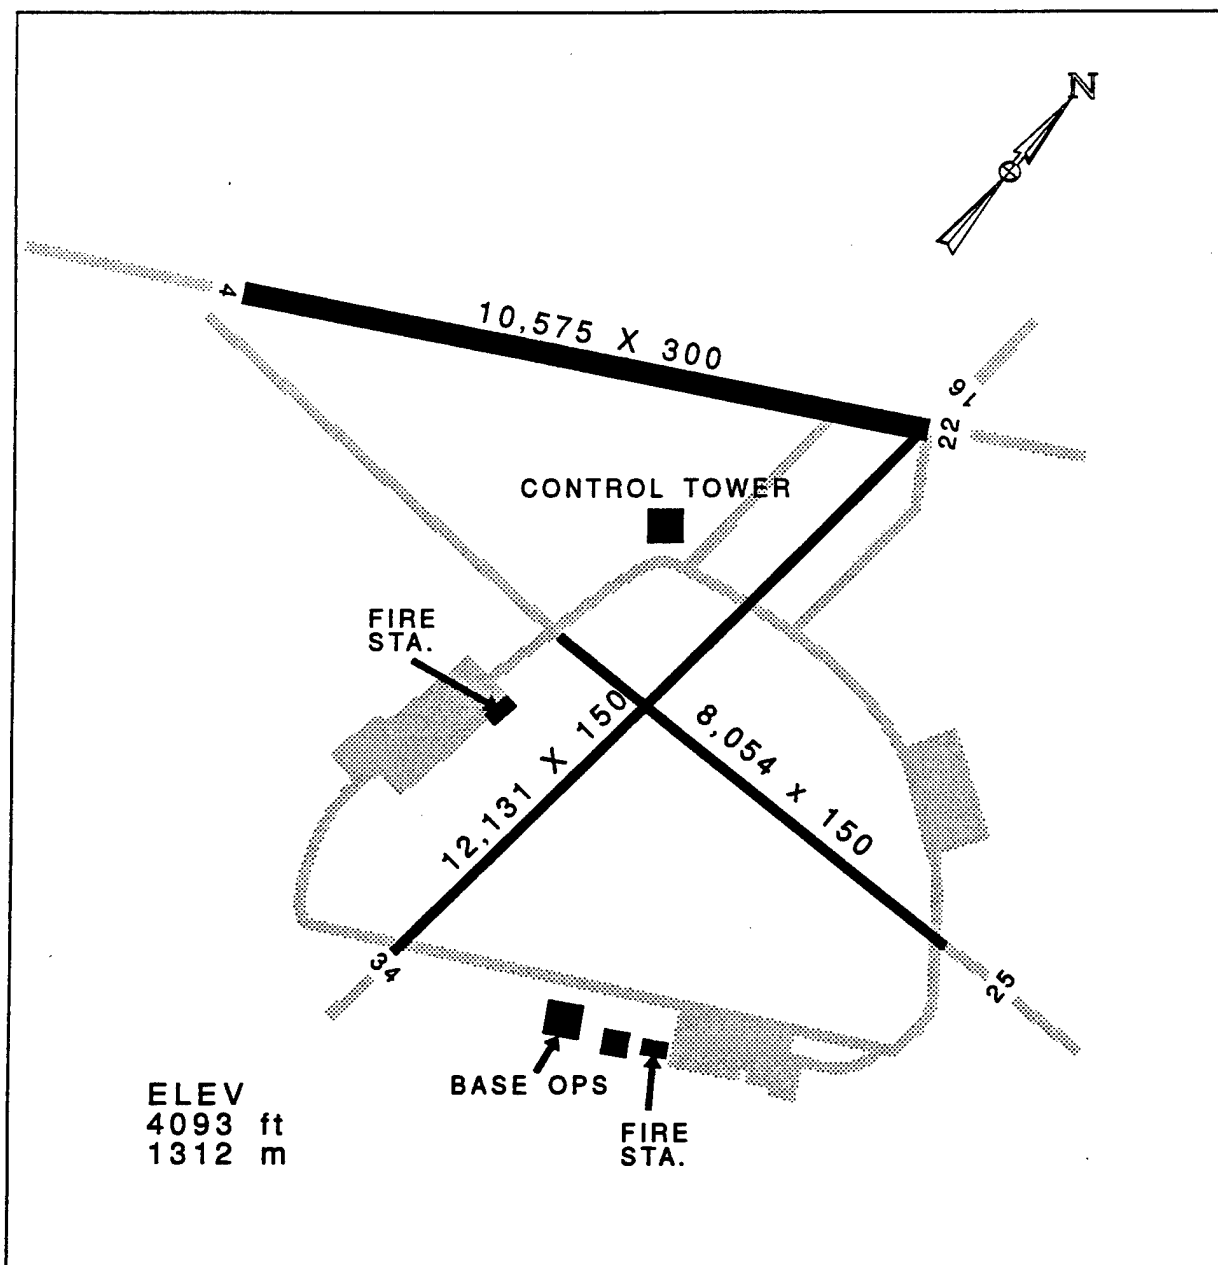 N
4
10,575 X 300
16
22
CONTROL TOWER
FIRE
STA.
12,131 X 150
8,054 x 150
34
25
BASE OPS
FIRE
STA.
ELEV
4093 ft
1312 m